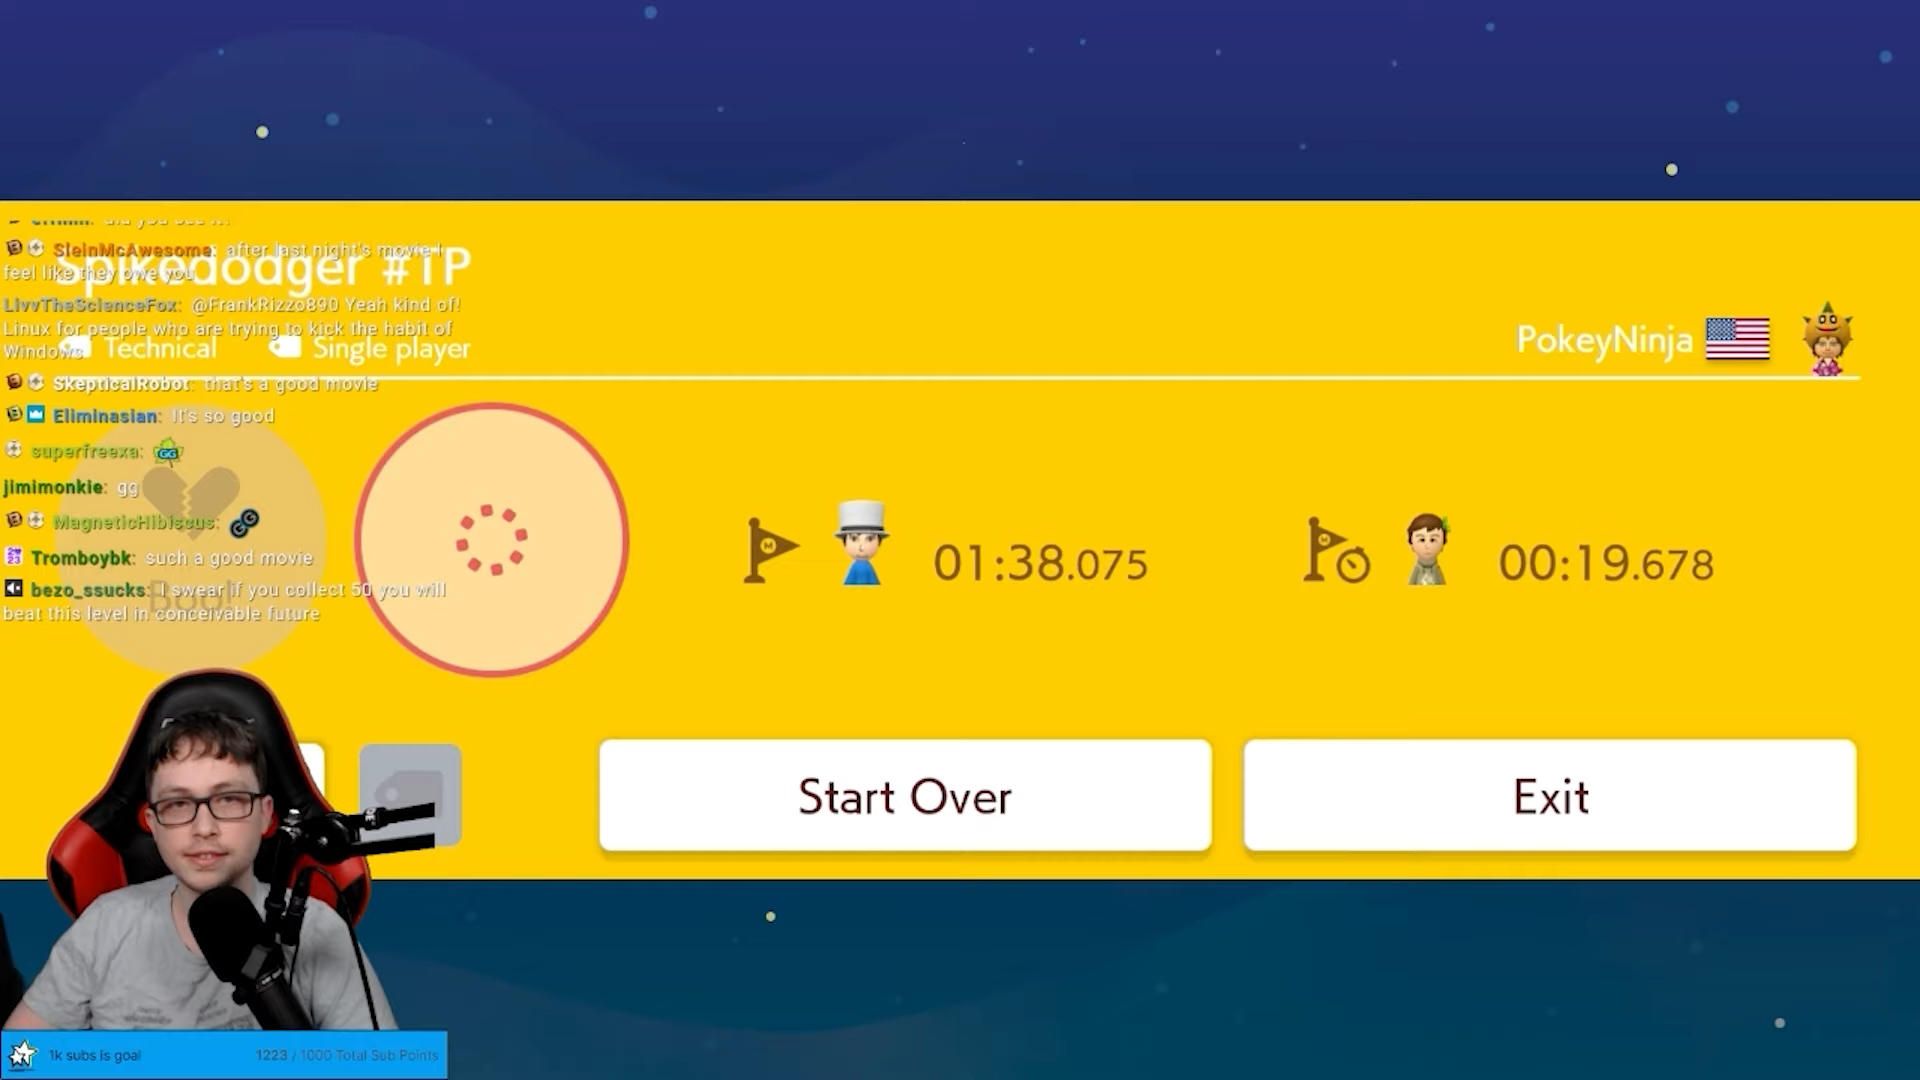 SleinMcAwesome: after last night's movie I
feel like they owe you
Spikedodger #TP
LivvTheScienceFox: @FrankRizzo890 Yeah kind of!
Linux for people who are trying to kick the habit of
Windows
Technical
Single player
PokeyNinja
SkepticalRobot: that's a good movie
Eliminasian: It's so good
superfreexa: GG
jimimonkie: gg
MagneticHibiscus: GG
Tromboybk: such a good movie
bezo_ssucks: I swear if you collect 50 you will
beat this level in conceivable future
Boo!
01:38.075
00:19.678
Start Over
Exit
1k subs is goal
1223 / 1000 Total Sub Points